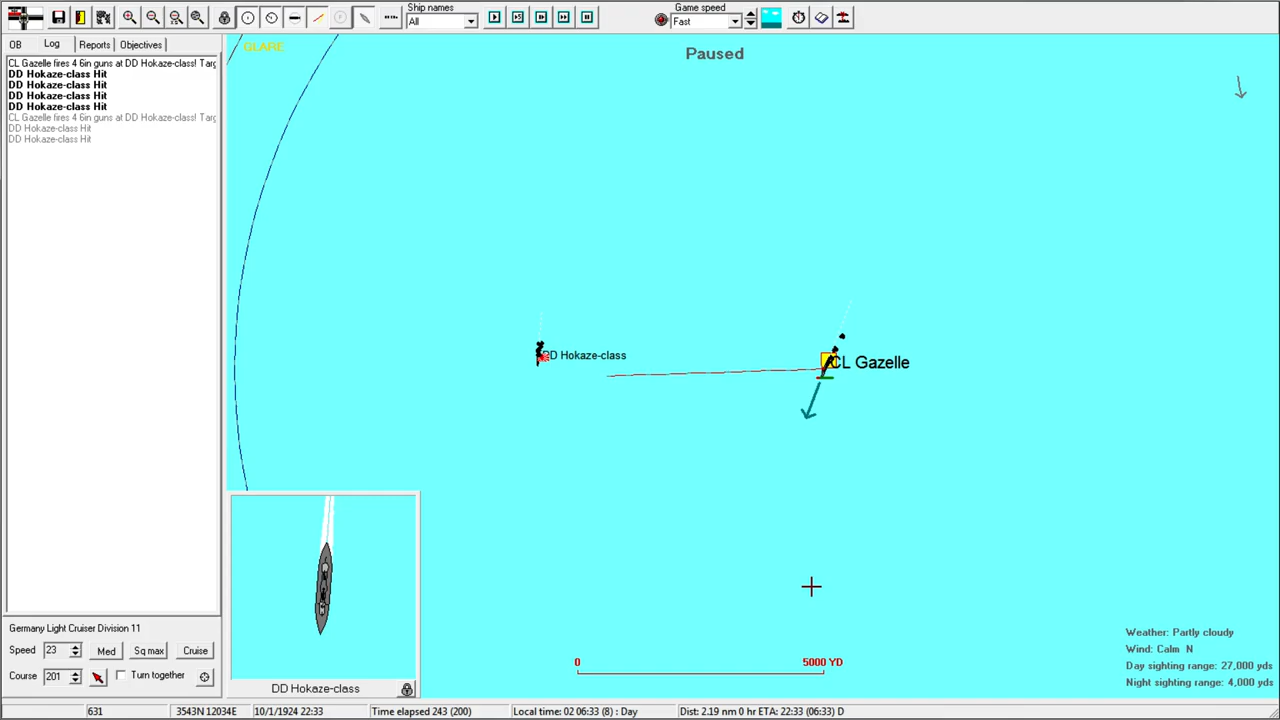 Ship names
All
Game speed
Fast
OB
Log
Reports
Objectives
CL Gazelle fires 4 6in guns at DD Hokaze-class! Targ
DD Hokaze-class Hit
DD Hokaze-class Hit
DD Hokaze-class Hit
DD Hokaze-class Hit
CL Gazelle fires 4 6in guns at DD Hokaze-class! Targ
DD Hokaze-class Hit
DD Hokaze-class Hit
GLARE
Paused
DD Hokaze-class
CL Gazelle
0
5000 YD
DD Hokaze-class
Weather: Partly cloudy
Wind: Calm N
Day sighting range: 27,000 yds
Night sighting range: 4,000 yds
Germany Light Cruiser Division 11
Speed
23
Med
Sq max
Cruise
Course
201
Turn together
631
3543N 12034E
10/1/1924 22:33
Time elapsed 243 (200)
Local time: 02 06:33 (8) : Day
Dist: 2.19 nm 0 hr ETA: 22:33 (06:33) D